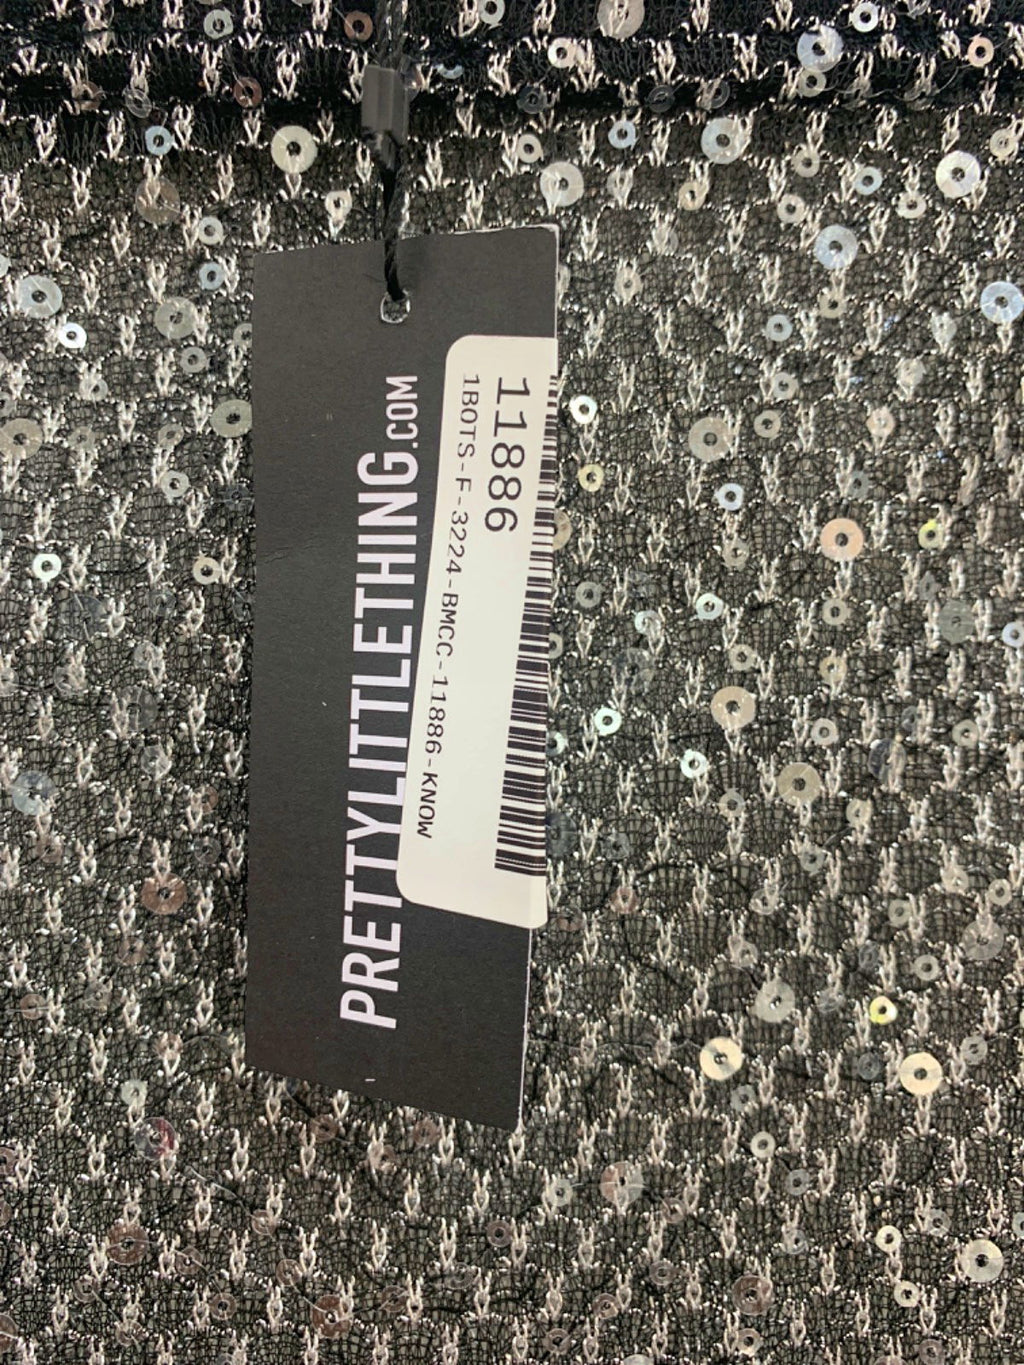 PRETTYLITTLETHING.COM
11886
1BOTS-F-3224-BMCC-11886-KNOW